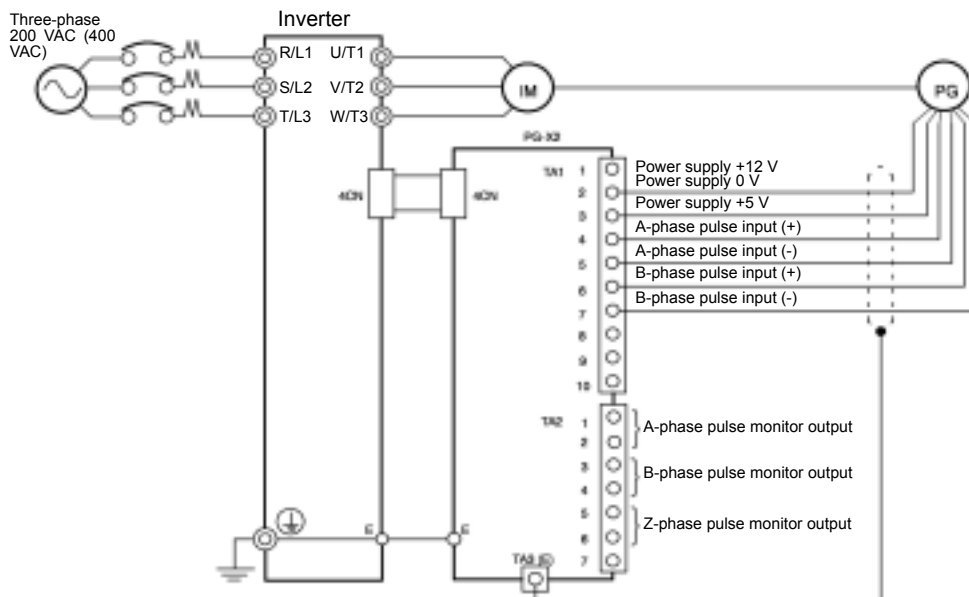 Three-phase
200 VAC (400
VAC)
Inverter
R/L1 U/T1
S/L2 V/T2
T/L3 W/T3
IM
PG
PG-X2
4CN
4CN
TA1
1 Power supply +12 V
2 Power supply 0 V
3 Power supply +5 V
4 A-phase pulse input (+)
5 A-phase pulse input (-)
6 B-phase pulse input (+)
7 B-phase pulse input (-)
8
9
10
TA2
1
2
A-phase pulse monitor output
3
4
B-phase pulse monitor output
5
6
Z-phase pulse monitor output
7
E
E
TA3 (E)